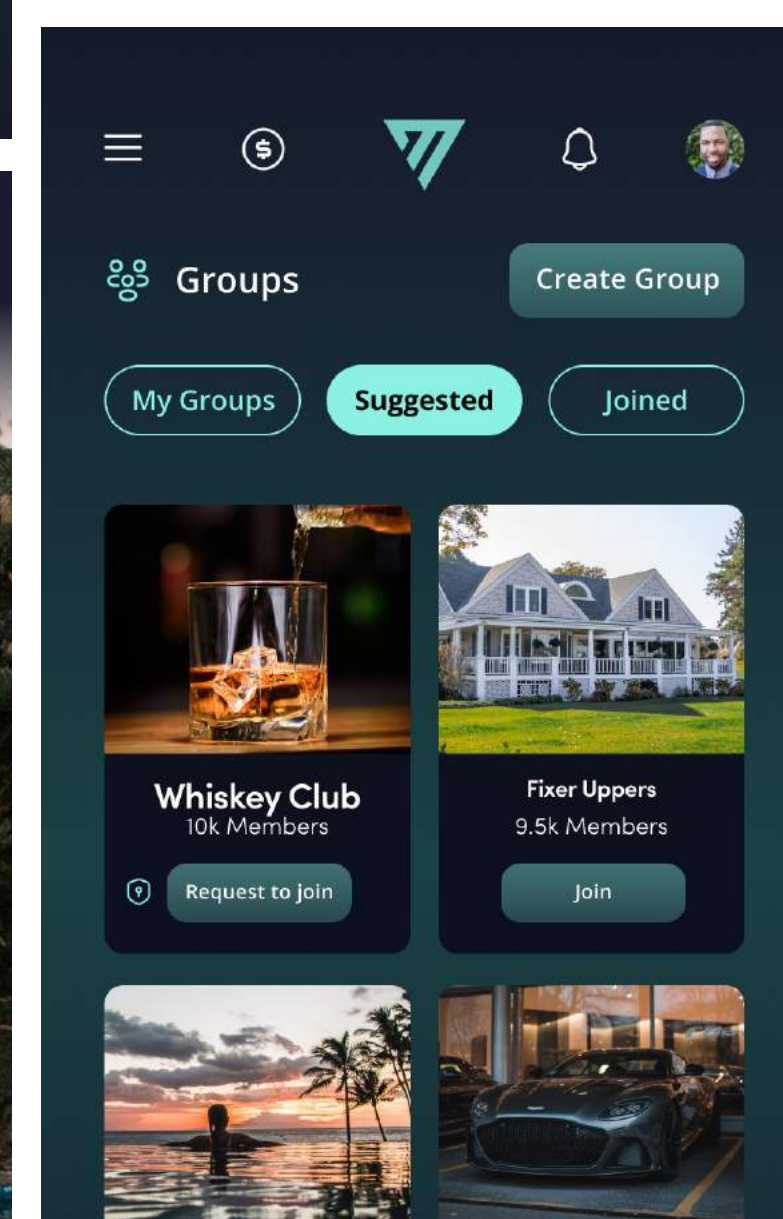 Groups
Create Group
My Groups
Suggested
Joined
Whiskey Club
10k Members
Request to join
Fixer Uppers
9.5k Members
Join